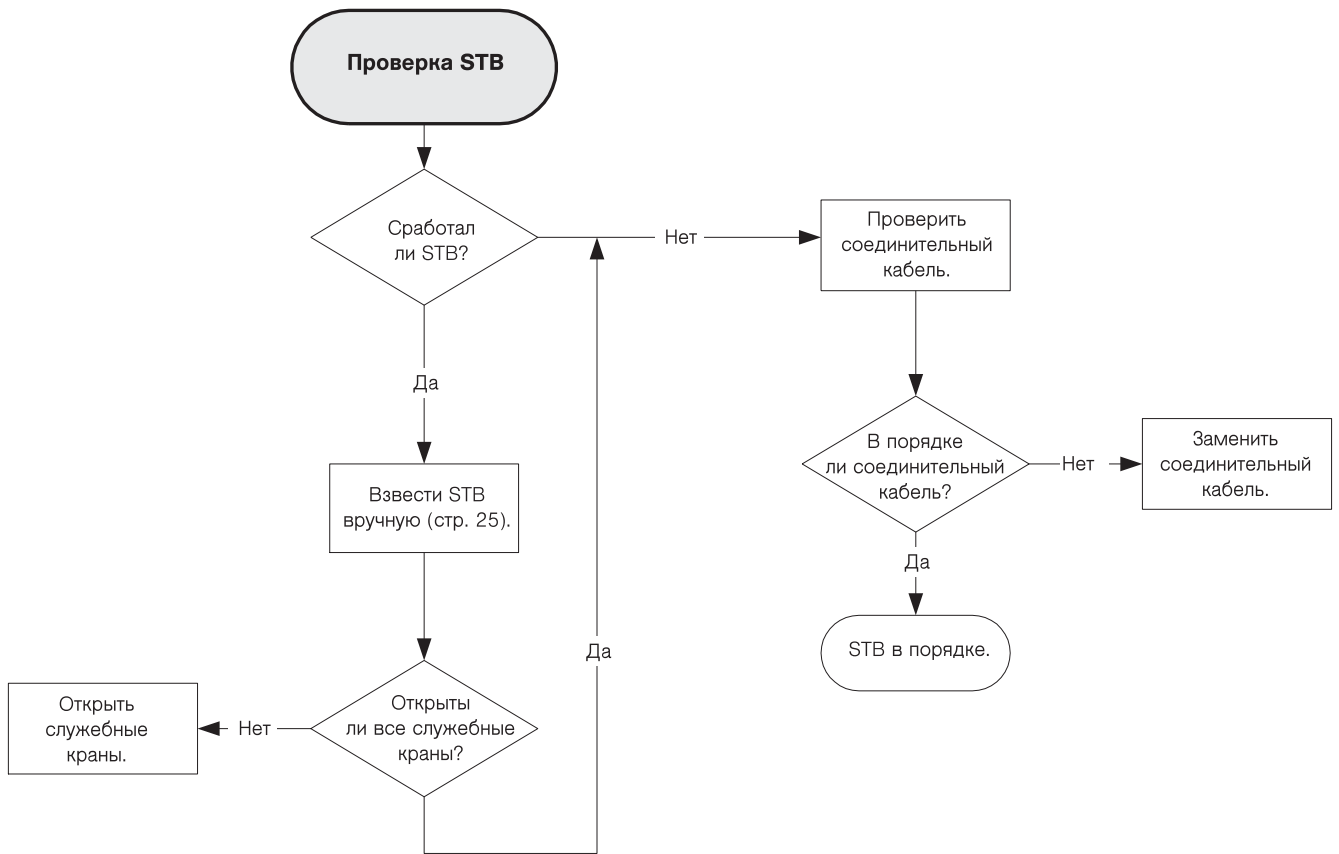 Проверка STB
Сработал
ли STB?
Нет
Проверить
соединительный
кабель.
Да
В порядке
ли соединительный
кабель?
Нет
Заменить
соединительный
кабель.
Взвести STB
вручную (стр. 25).
Да
STB в порядке.
Да
Открыты
ли все служебные
краны?
Нет
Открыть
служебные
краны.